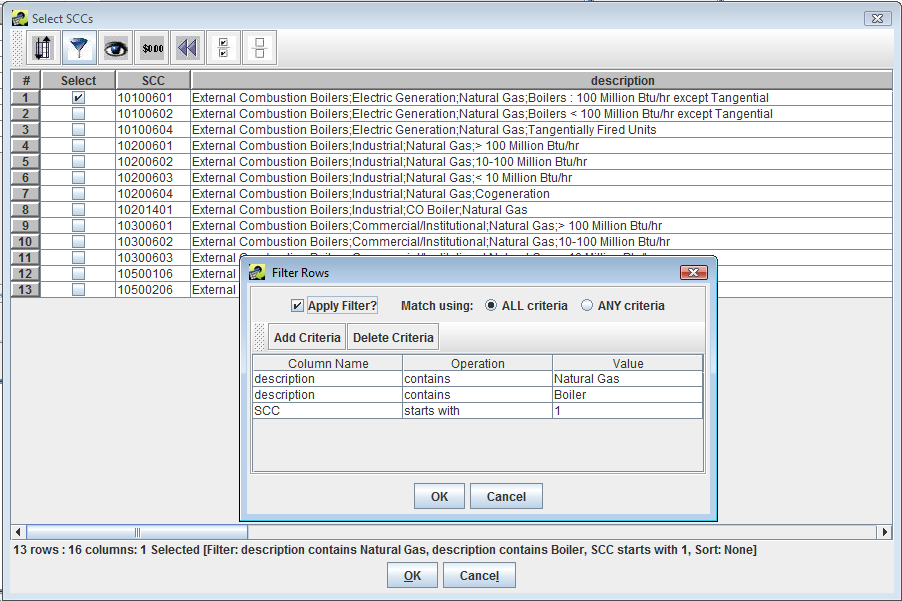 Select SCCs
$0.00
# Select SCC description
1 10100601 External Combustion Boilers;Electric Generation;Natural Gas;Boilers : 100 Million Btu/hr except Tangential
2 10100602 External Combustion Boilers;Electric Generation;Natural Gas;Boilers < 100 Million Btu/hr except Tangential
3 10100604 External Combustion Boilers;Electric Generation;Natural Gas;Tangentially Fired Units
4 10200601 External Combustion Boilers;Industrial;Natural Gas;> 100 Million Btu/hr
5 10200602 External Combustion Boilers;Industrial;Natural Gas;10-100 Million Btu/hr
6 10200603 External Combustion Boilers;Industrial;Natural Gas;< 10 Million Btu/hr
7 10200604 External Combustion Boilers;Industrial;Natural Gas;Cogeneration
8 10201401 External Combustion Boilers;Industrial;CO Boiler;Natural Gas
9 10300601 External Combustion Boilers;Commercial/Institutional;Natural Gas;> 100 Million Btu/hr
10 10300602 External Combustion Boilers;Commercial/Institutional;Natural Gas;10-100 Million Btu/hr
11 10300603 External
12 10500106 External
13 10500206 External
Filter Rows
Apply Filter? Match using: ALL criteria ANY criteria
Add Criteria Delete Criteria
Column Name Operation Value
description contains Natural Gas
description contains Boiler
SCC starts with 1
OK Cancel
13 rows : 16 columns: 1 Selected [Filter: description contains Natural Gas, description contains Boiler, SCC starts with 1, Sort: None]
OK Cancel